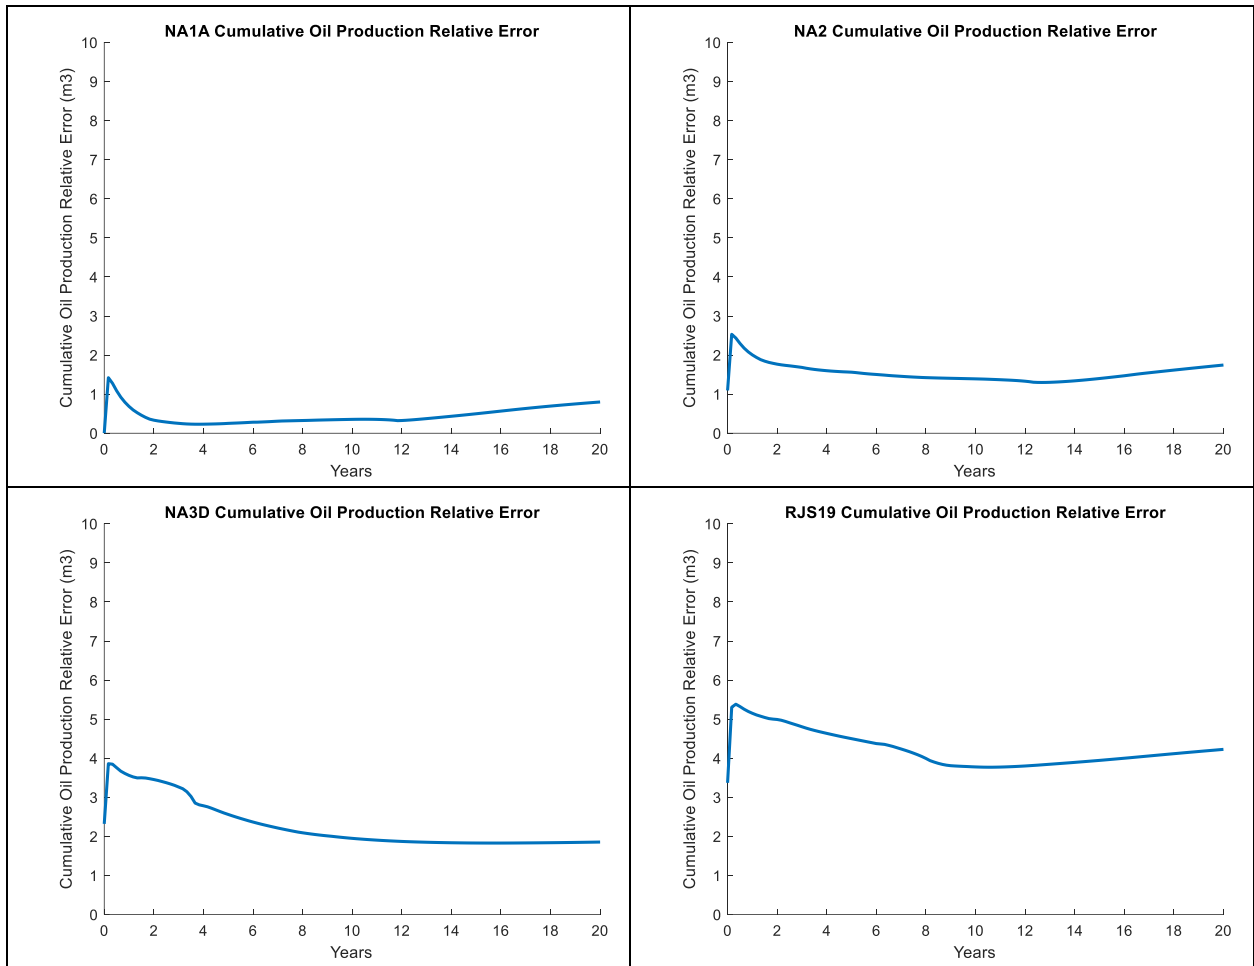 NA1A Cumulative Oil Production Relative Error
Cumulative Oil Production Relative Error (m3)
10
9
8
7
6
5
4
3
2
1
0
0 2 4 6 8 10 12 14 16 18 20
Years
NA2 Cumulative Oil Production Relative Error
Cumulative Oil Production Relative Error (m3)
10
9
8
7
6
5
4
3
2
1
0
0 2 4 6 8 10 12 14 16 18 20
Years
NA3D Cumulative Oil Production Relative Error
Cumulative Oil Production Relative Error (m3)
10
9
8
7
6
5
4
3
2
1
0
0 2 4 6 8 10 12 14 16 18 20
Years
RJS19 Cumulative Oil Production Relative Error
Cumulative Oil Production Relative Error (m3)
10
9
8
7
6
5
4
3
2
1
0
0 2 4 6 8 10 12 14 16 18 20
Years